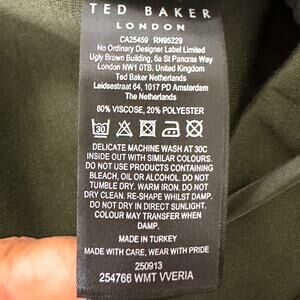 TED BAKER
LONDON
CA25459 RN95229
No Ordinary Designer Label Limited
Ugly Brown Building, 6a St Pancras Way
London NW1 0TB, United Kingdom
Ted Baker Netherlands
Leidsestraat 64, 1017 PD Amsterdam
The Netherlands
80% VISCOSE, 20% POLYESTER
30
DELICATE MACHINE WASH AT 30C
INSIDE OUT WITH SIMILAR COLOURS.
DO NOT USE PRODUCTS CONTAINING
BLEACH, OIL OR ALCOHOL. DO NOT
TUMBLE DRY. WARM IRON. DO NOT
DRY CLEAN. RE-SHAPE WHILST DAMP.
DO NOT DRY IN DIRECT SUNLIGHT.
COLOUR MAY TRANSFER WHEN
DAMP.
MADE IN TURKEY
MADE WITH CARE, WEAR WITH PRIDE
250913
254766 WMT VVERIA